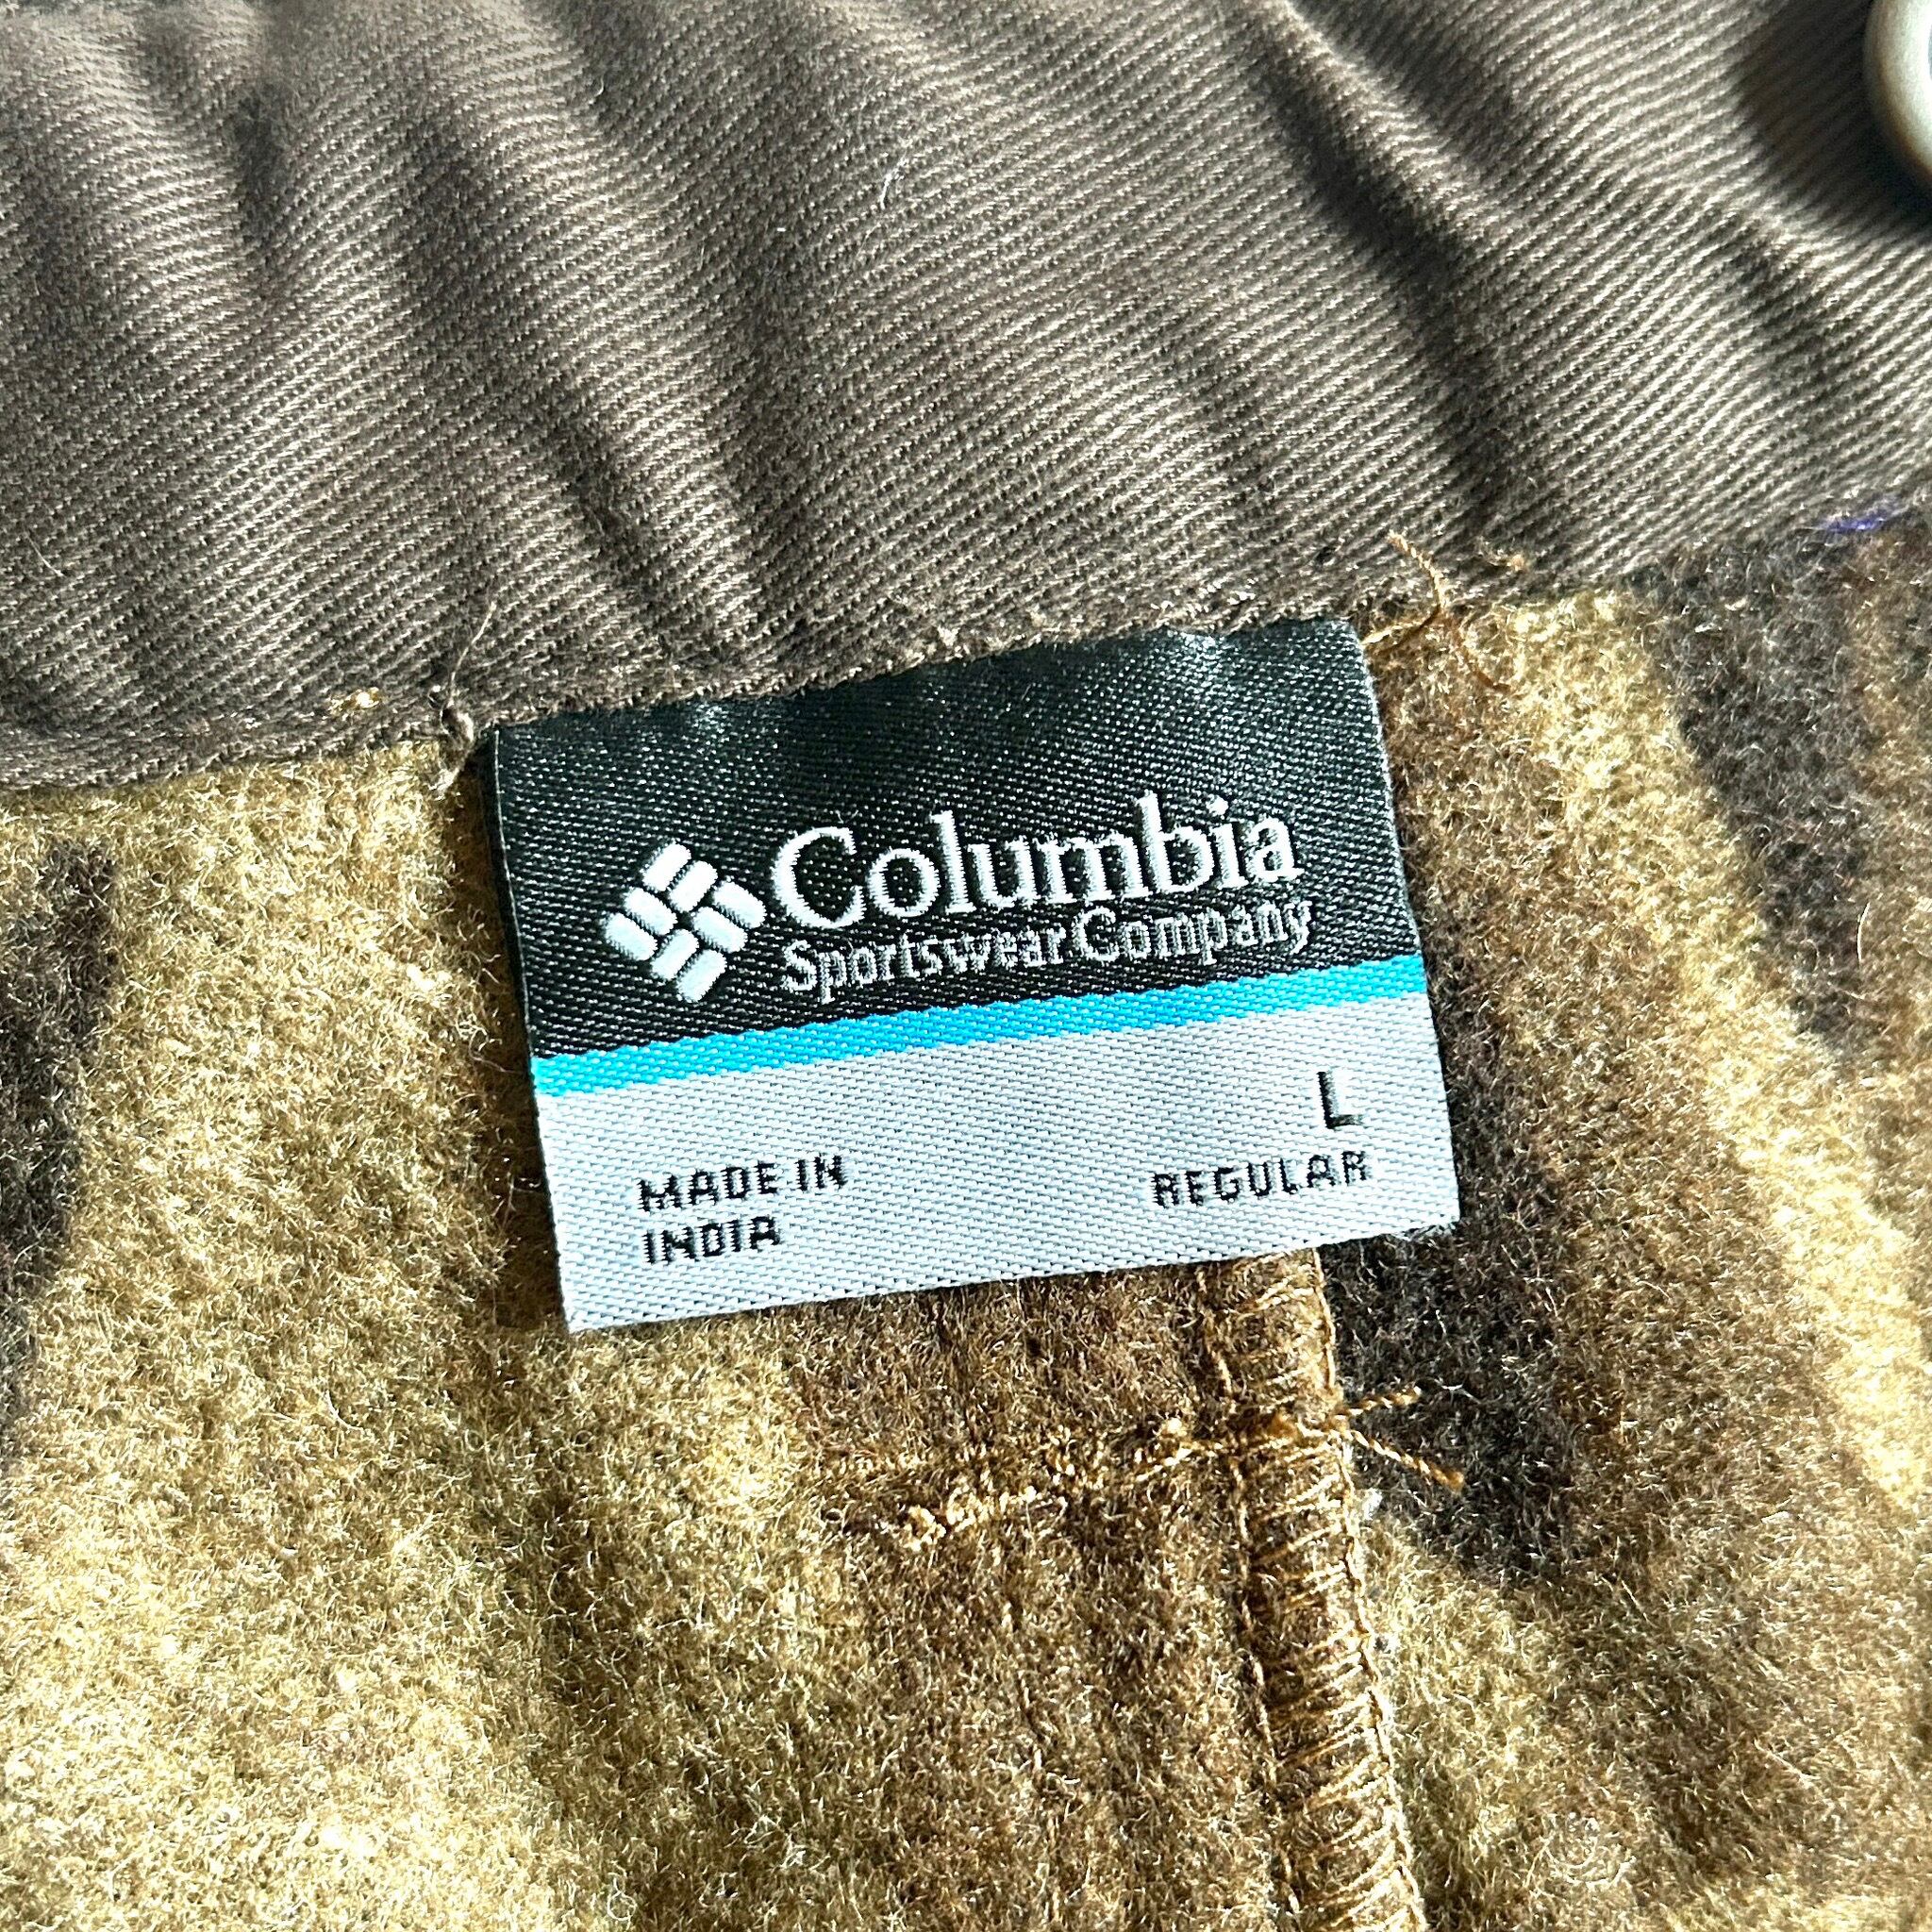 Columbia
Sportswear Company
L
MADE IN
REGULAR
INDIA